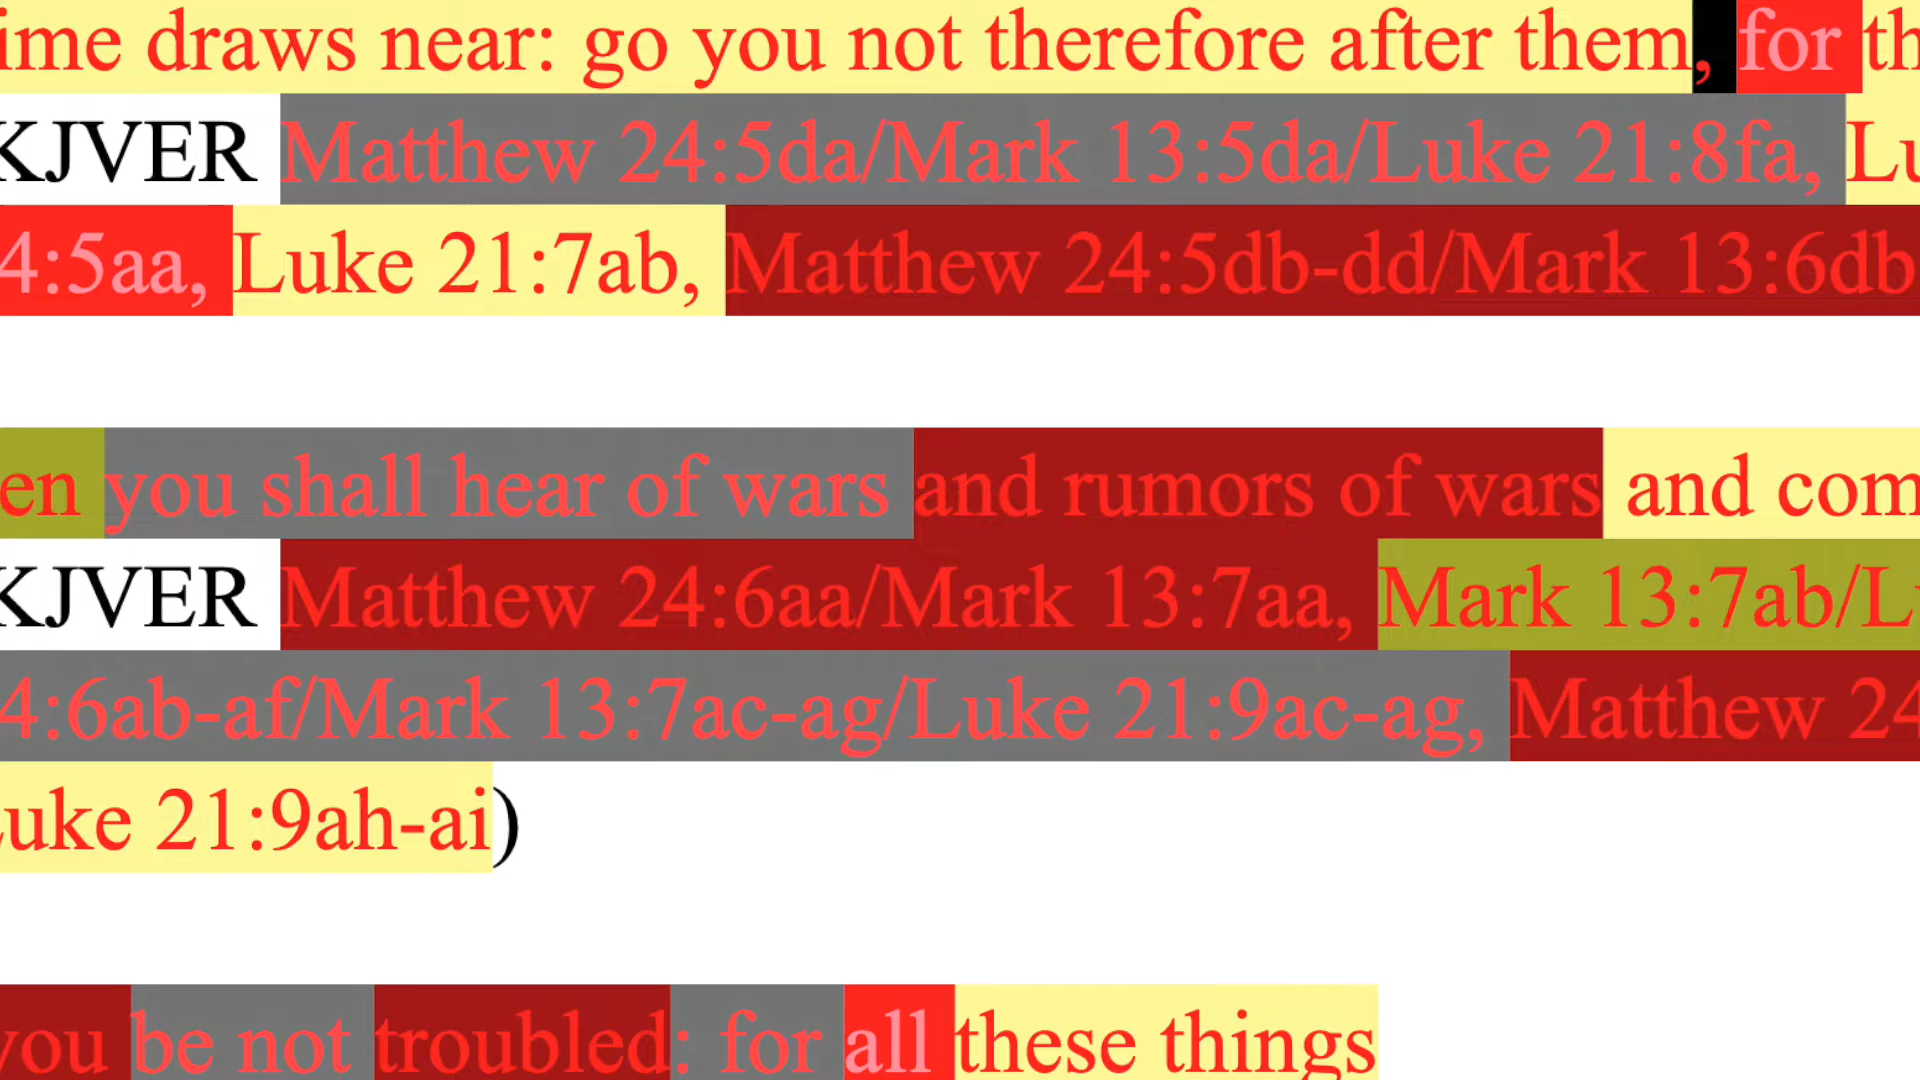 ime draws near: go you not therefore after them, for th
KJVER Matthew 24:5da/Mark 13:5da/Luke 21:8fa, Lu
4:5aa, Luke 21:7ab, Matthew 24:5db-dd/Mark 13:6db
en you shall hear of wars and rumors of wars and com
KJVER Matthew 24:6aa/Mark 13:7aa, Mark 13:7ab/Lu
4:6ab-af/Mark 13:7ac-ag/Luke 21:9ac-ag, Matthew 24
uke 21:9ah-ai)
you be not troubled: for all these things